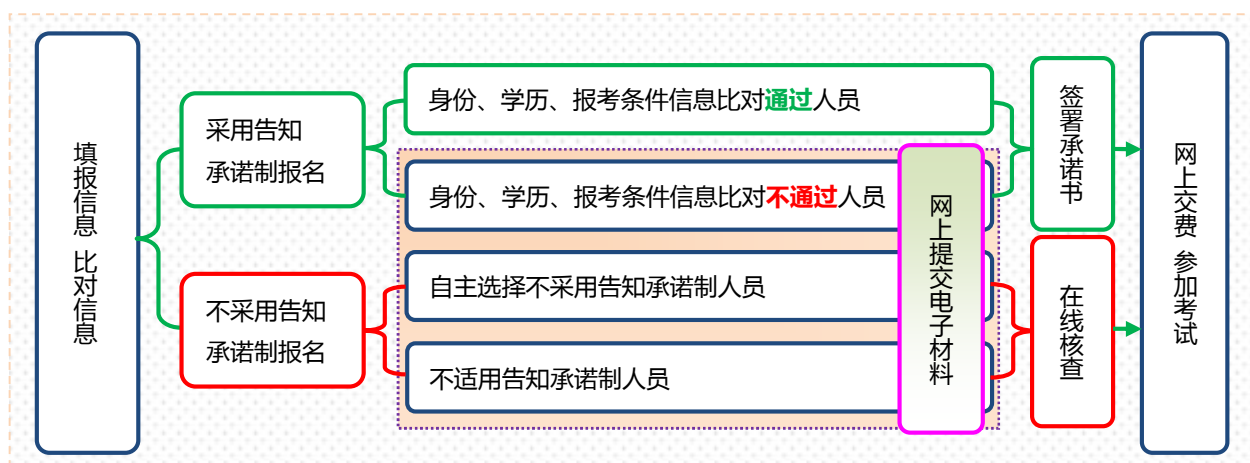 填报信息 比对信息
采用告知
承诺制报名
不采用告知
承诺制报名
身份、学历、报考条件信息比对通过人员
身份、学历、报考条件信息比对不通过人员
自主选择不采用告知承诺制人员
不适用告知承诺制人员
网上提交电子材料
签署承诺书
在线核查
网上交费 参加考试